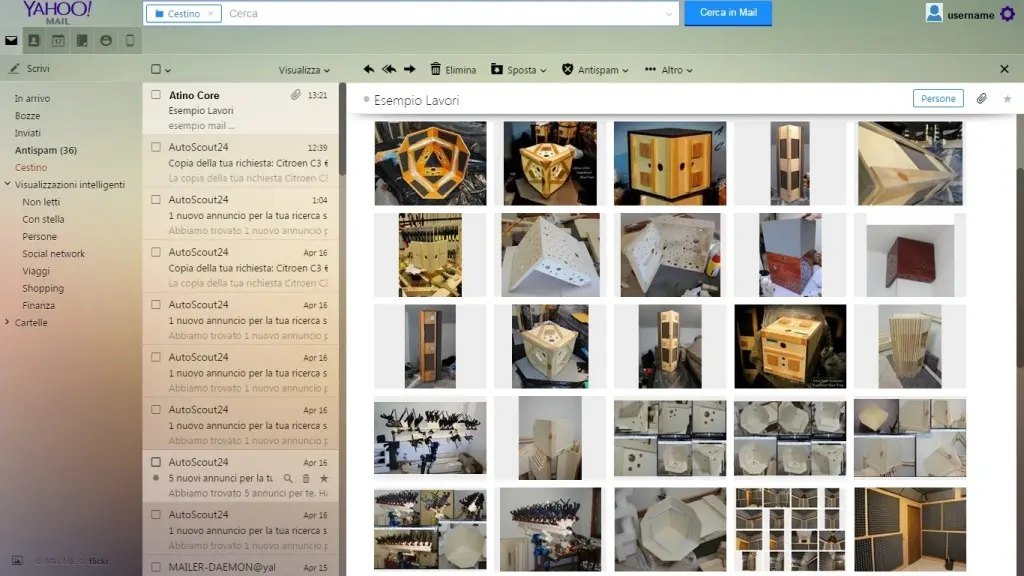 YAHOO!
MAIL
Cestino ×
Cerca
Cerca in Mail
username
Scrivi
Visualizza
Elimina
Sposta
Antispam
Altro
In arrivo
Bozze
Inviati
Antispam (36)
Cestino
Visualizzazioni intelligenti
Non letti
Con stella
Persone
Social network
Viaggi
Shopping
Finanza
Cartelle
flickr
Atino Core 13:21
Esempio Lavori
esempio mail ...
AutoScout24 12:39
Copia della tua richiesta: Citroen C3 €
La copia della tua richiesta Citroen C
AutoScout24 1:04
1 nuovo annuncio per la tua ricerca s
Abbiamo trovato 1 nuovo annuncio p
AutoScout24 Apr 16
Copia della tua richiesta: Citroen C3 €
La copia della tua richiesta Citroen C
AutoScout24 Apr 16
1 nuovo annuncio per la tua ricerca s
Abbiamo trovato 1 nuovo annuncio p
AutoScout24 Apr 16
1 nuovo annuncio per la tua ricerca s
Abbiamo trovato 1 nuovo annuncio p
AutoScout24 Apr 16
1 nuovo annuncio per la tua ricerca s
Abbiamo trovato 1 nuovo annuncio p
AutoScout24 Apr 16
5 nuovi annunci per la tu
Abbiamo trovato 5 annunci per te. Ha
AutoScout24 Apr 16
1 nuovo annuncio per la tua ricerca s
Abbiamo trovato 1 nuovo annuncio p
MAILER-DAEMON@yal Apr 15
Esempio Lavori
Persone